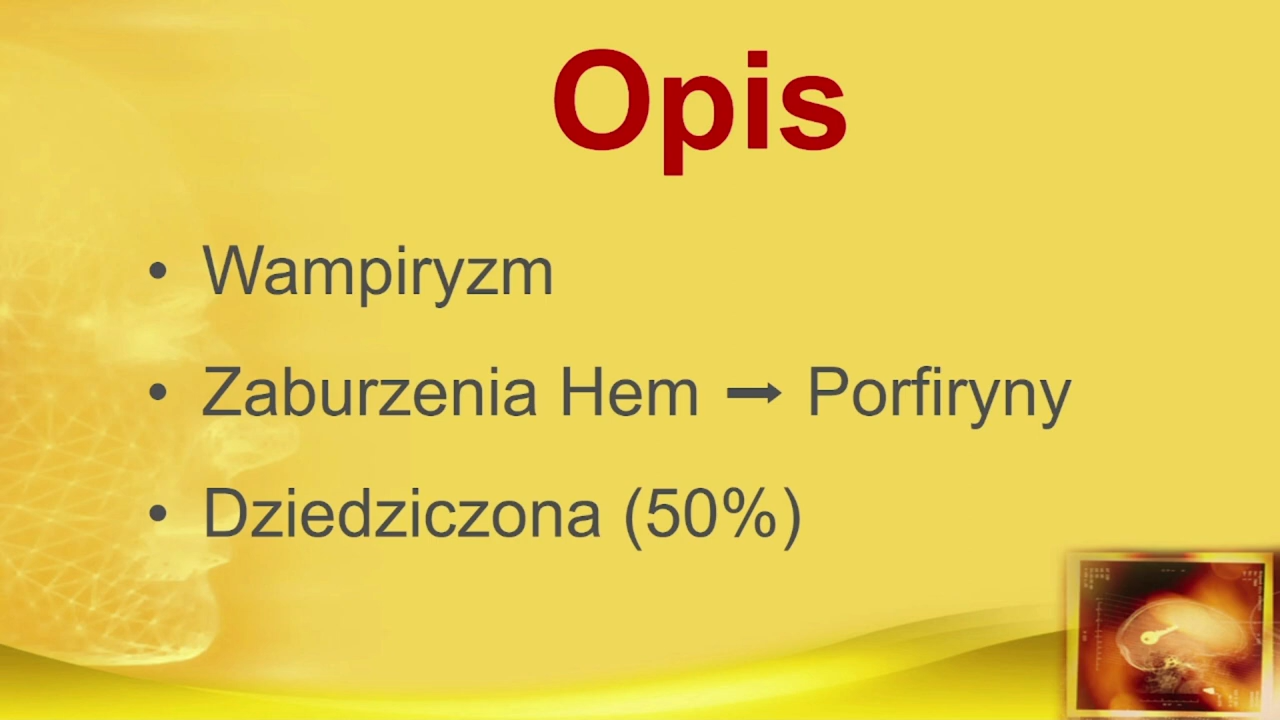 Opis
• Wampiryzm
• Zaburzenia Hem → Porfiryny
• Dziedziczona (50%)